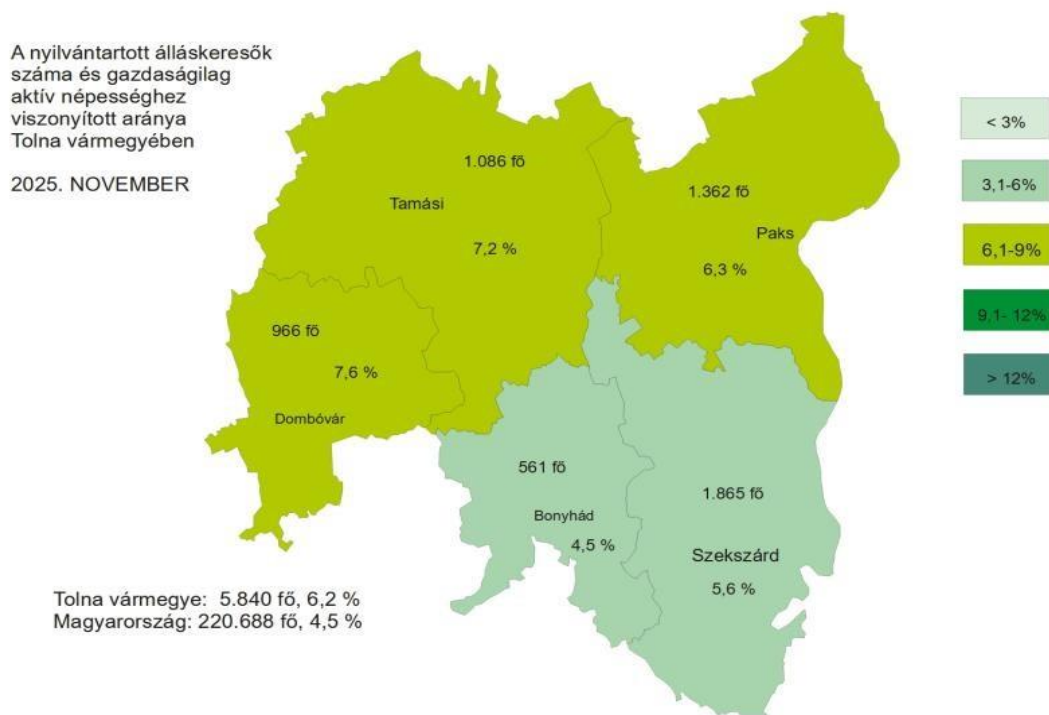 A nyilvántartott álláskeresők
száma és gazdaságilag
aktív népességhez
viszonyított aránya
Tolna vármegyében
2025. NOVEMBER
1.086 fő
Tamási
7,2 %
1.362 fő
Paks
6,3 %
966 fő
7,6 %
Dombóvár
561 fő
Bonyhád
4,5 %
1.865 fő
Szekszárd
5,6 %
< 3%
3,1-6%
6,1-9%
9,1- 12%
> 12%
Tolna vármegye: 5.840 fő, 6,2 %
Magyarország: 220.688 fő, 4,5 %